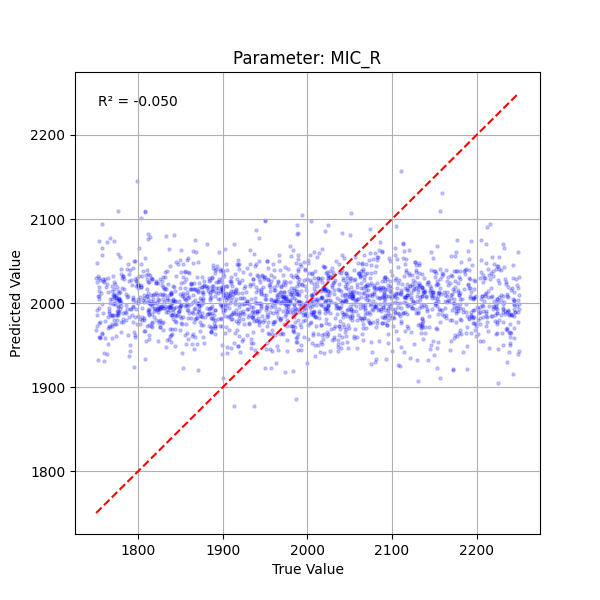 Parameter: MIC_R
R² = -0.050
2200
2100
2000
1900
1800
Predicted Value
1800 1900 2000 2100 2200
True Value